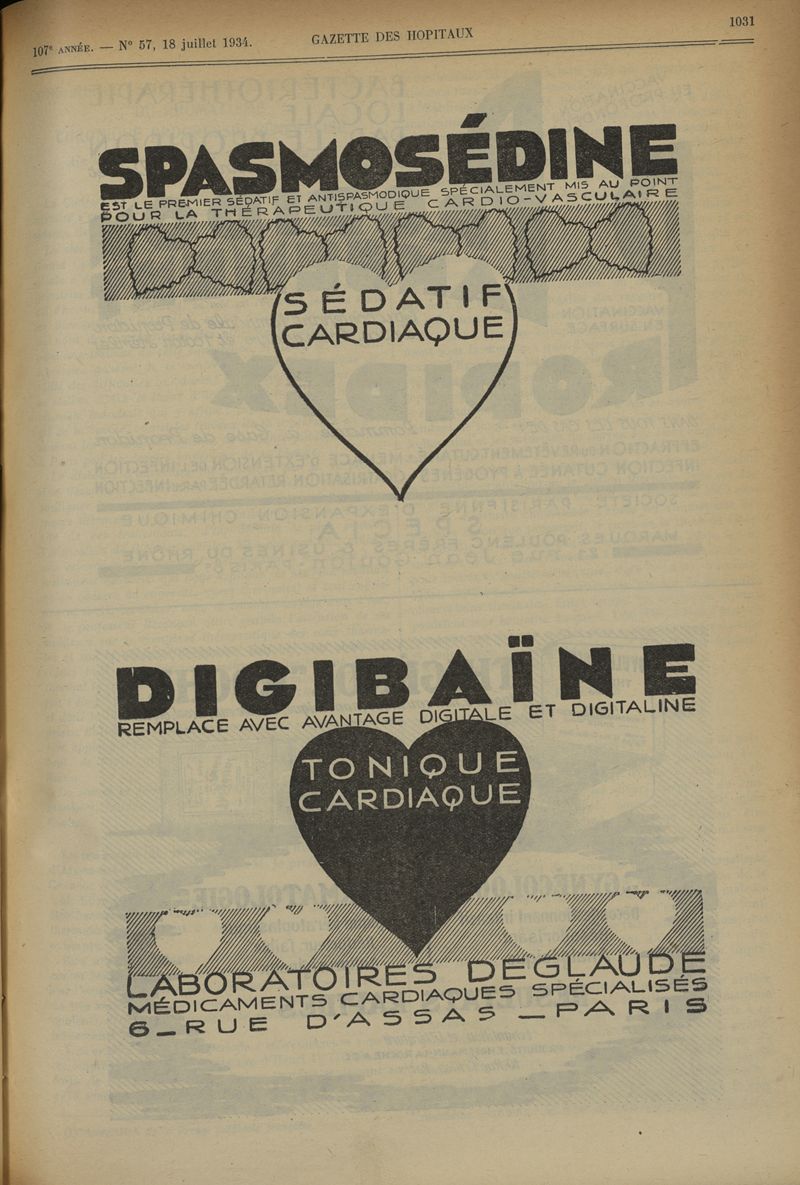 107e ANNÉE. — N° 57, 18 juillet 1934.
GAZETTE DES HOPITAUX
1031
SPASMOSÉDINE
EST LE PREMIER SÉDATIF ET ANTISPASMODIQUE SPÉCIALEMENT MIS AU POINT
POUR LA THÉRAPEUTIQUE CARDIO-VASCULAIRE
SÉDATIF
CARDIAQUE
DIGIBAÏNE
REMPLACE AVEC AVANTAGE DIGITALE ET DIGITALINE
TONIQUE
CARDIAQUE
LABORATOIRES DEGLAUDE
MÉDICAMENTS CARDIAQUES SPÉCIALISÉS
6_RUE D'ASSAS — PARIS